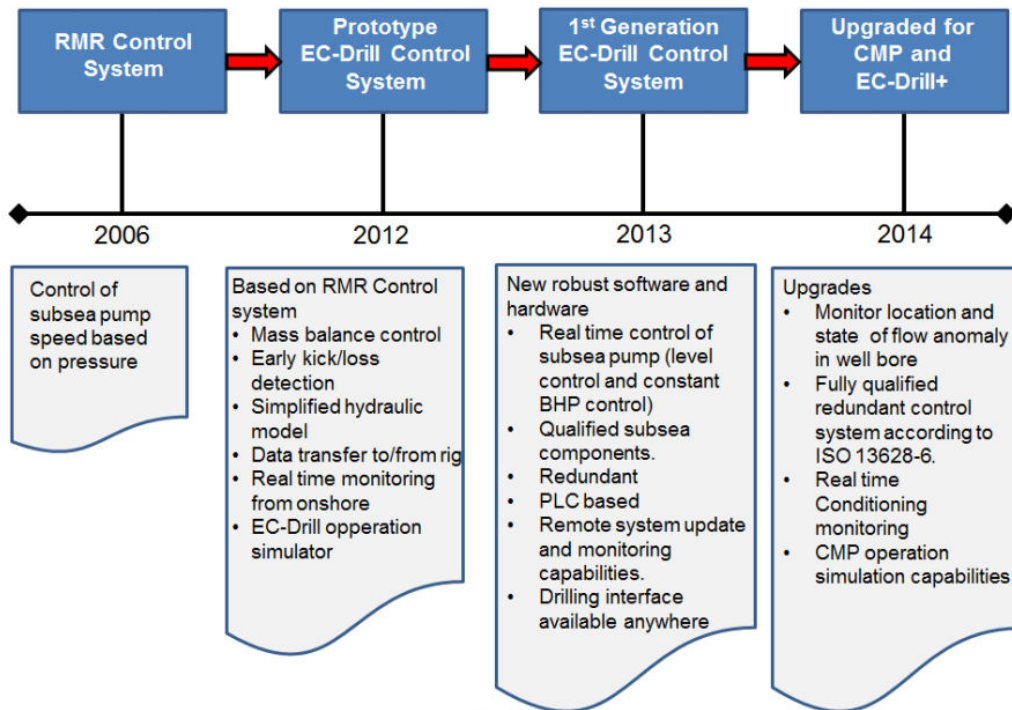 RMR Control
System
Prototype
EC-Drill Control
System
1st Generation
EC-Drill Control
System
Upgraded for
CMP and
EC-Drill+
2006
2012
2013
2014
Control of
subsea pump
speed based
on pressure
Based on RMR Control
system
• Mass balance control
• Early kick/loss
detection
• Simplified hydraulic
model
• Data transfer to/from rig
• Real time monitoring
from onshore
• EC-Drill opperation
simulator
New robust software and
hardware
• Real time control of
subsea pump (level
control and constant
BHP control)
• Qualified subsea
components.
• Redundant
• PLC based
• Remote system update
and monitoring
capabilities.
• Drilling interface
available anywhere
Upgrades
• Monitor location and
state of flow anomaly
in well bore
• Fully qualified
redundant control
system according to
ISO 13628-6.
• Real time
Conditioning
monitoring
• CMP operation
simulation capabilities